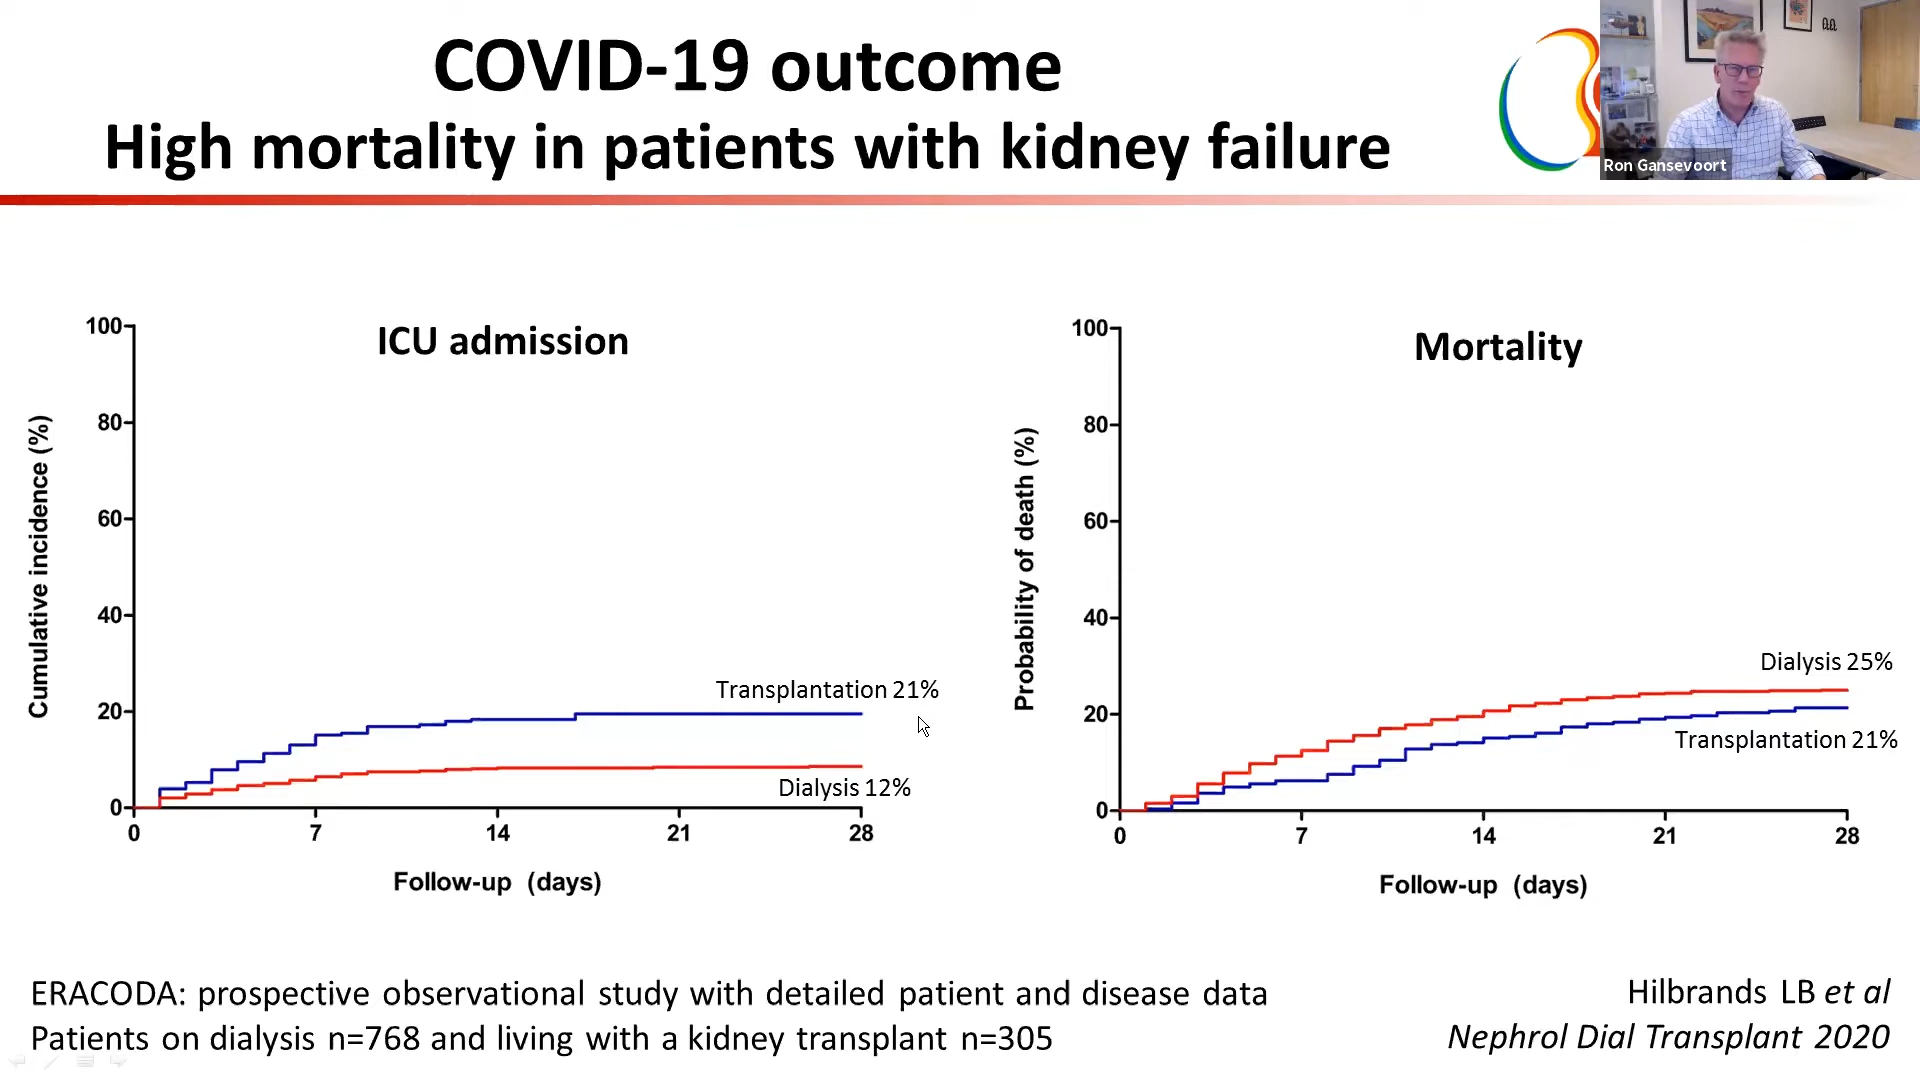 COVID-19 outcome
High mortality in patients with kidney failure
Ron Gansevoort
ICU admission
Cumulative incidence (%)
100
80
60
40
20
0
0 7 14 21 28
Transplantation 21%
Dialysis 12%
Follow-up (days)
Mortality
Probability of death (%)
100
80
60
40
20
0
0 7 14 21 28
Dialysis 25%
Transplantation 21%
Follow-up (days)
ERACODA: prospective observational study with detailed patient and disease data
Patients on dialysis n=768 and living with a kidney transplant n=305
Hilbrands LB et al
Nephrol Dial Transplant 2020